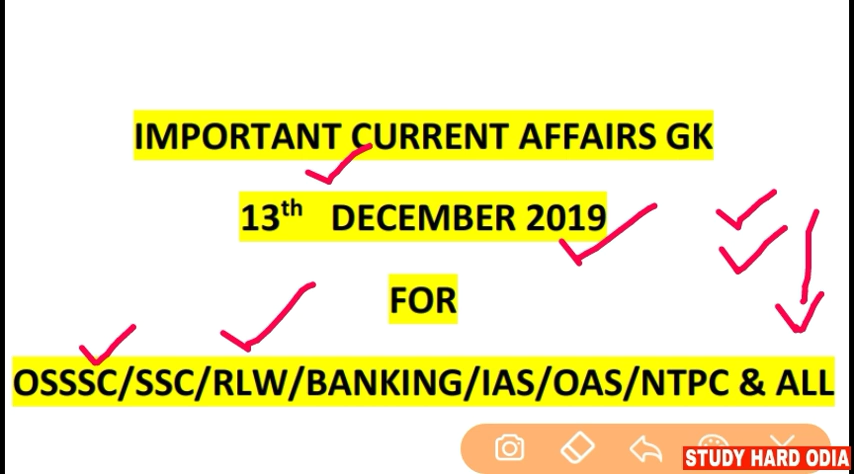 IMPORTANT CURRENT AFFAIRS GK
13th DECEMBER 2019
FOR
OSSSC/SSC/RLW/BANKING/IAS/OAS/NTPC & ALL
STUDY HARD ODIA